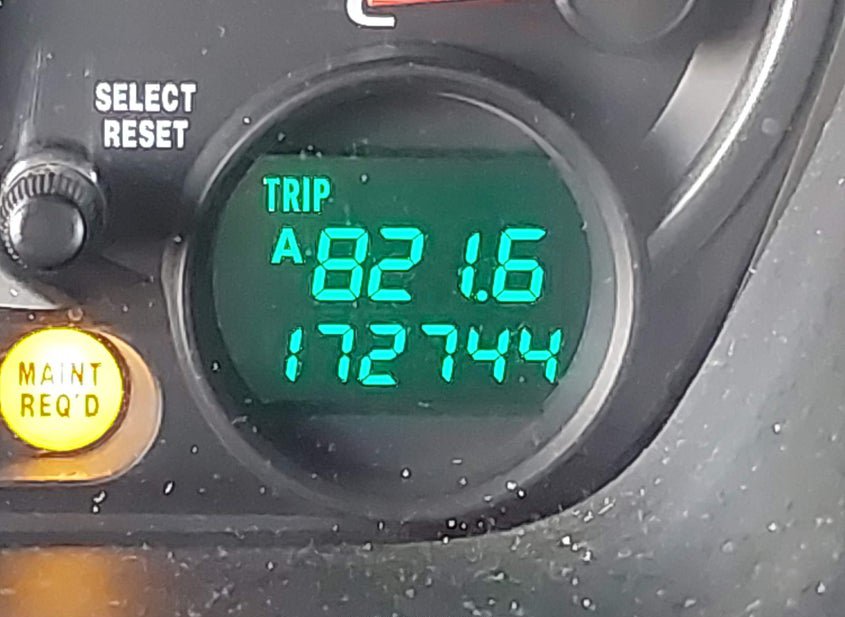 C
SELECT
RESET
TRIP
A 821.6
172744
MAINT
REQ'D